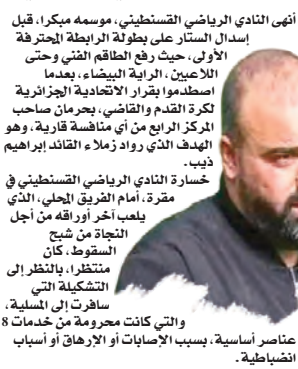 أنهى النادي الرياضي القسنطيني، موسمه مبكرا، قبل
إسدال الستار على بطولة الرابطة المحترفة
الأولى، حيث رفع الطاقم الفني وحتى
اللاعبين، الراية البيضاء، بعدما
اصطدموا بقرار الاتحادية الجزائرية
لكرة القدم والقاضي، بحرمان صاحب
المركز الرابع من أي منافسة قارية، وهو
الهدف الذي رواد زملاء القائد إبراهيم
ذيب.
خسارة النادي الرياضي القسنطيني في
مقرة، أمام الفريق المحلي، الذي
يلعب آخر أوراقه من أجل
النجاة من شبح
السقوط، كان
منتظرا، بالنظر إلى
التشكيلة التي
سافرت إلى المسلية،
والتي كانت محرومة من خدمات 8
عناصر أساسية، بسبب الإصابات أو الإرهاق أو أسباب
انضباطية.